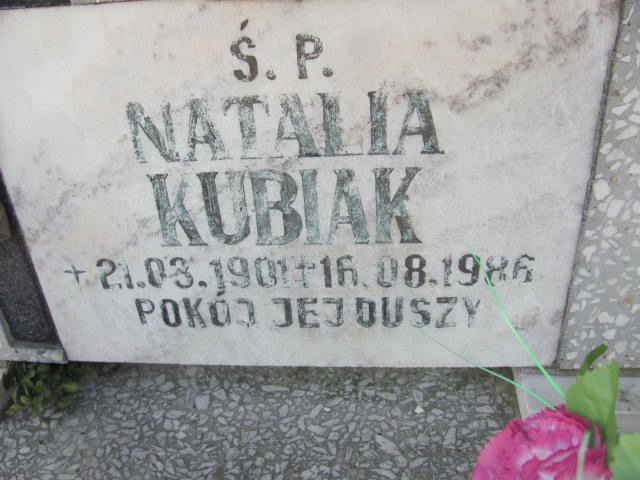 Ś. P.
NATALIA
KUBIAK
+ 21.03.1901 † 16.08.1986
POKÓJ JEJ DUSZY